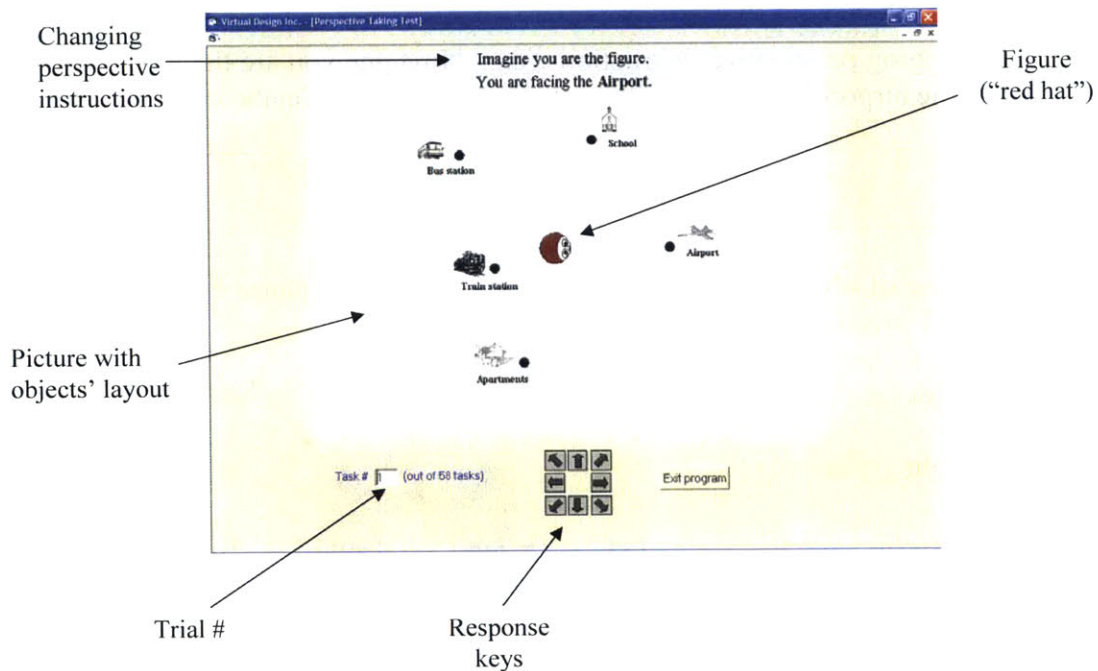 Virtual Design Inc. - [Perspective Taking Test]
Changing
perspective
instructions
Imagine you are the figure.
You are facing the Airport.
Figure
("red hat")
School
Bus station
Airport
Train station
Picture with
objects' layout
Apartments
Task # 1 (out of 58 tasks)
Exit program
Trial #
Response
keys